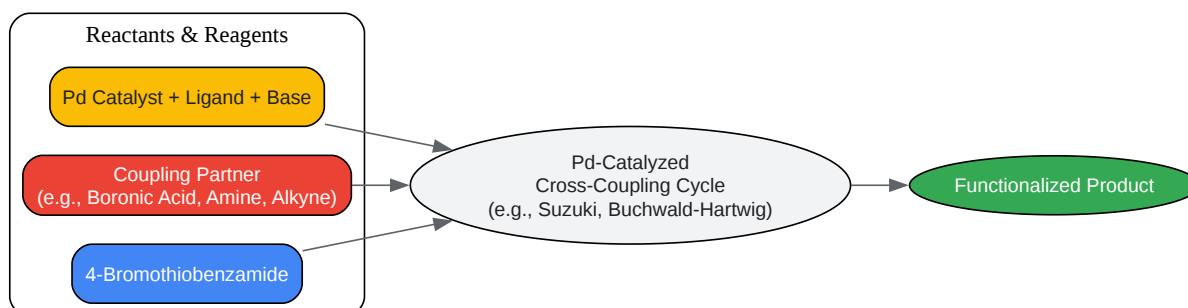 Reactants & Reagents
Pd Catalyst + Ligand + Base
Coupling Partner
(e.g., Boronic Acid, Amine, Alkyne)
4-Bromothiobenzamide
Pd-Catalyzed
Cross-Coupling Cycle
(e.g., Suzuki, Buchwald-Hartwig)
Functionalized Product